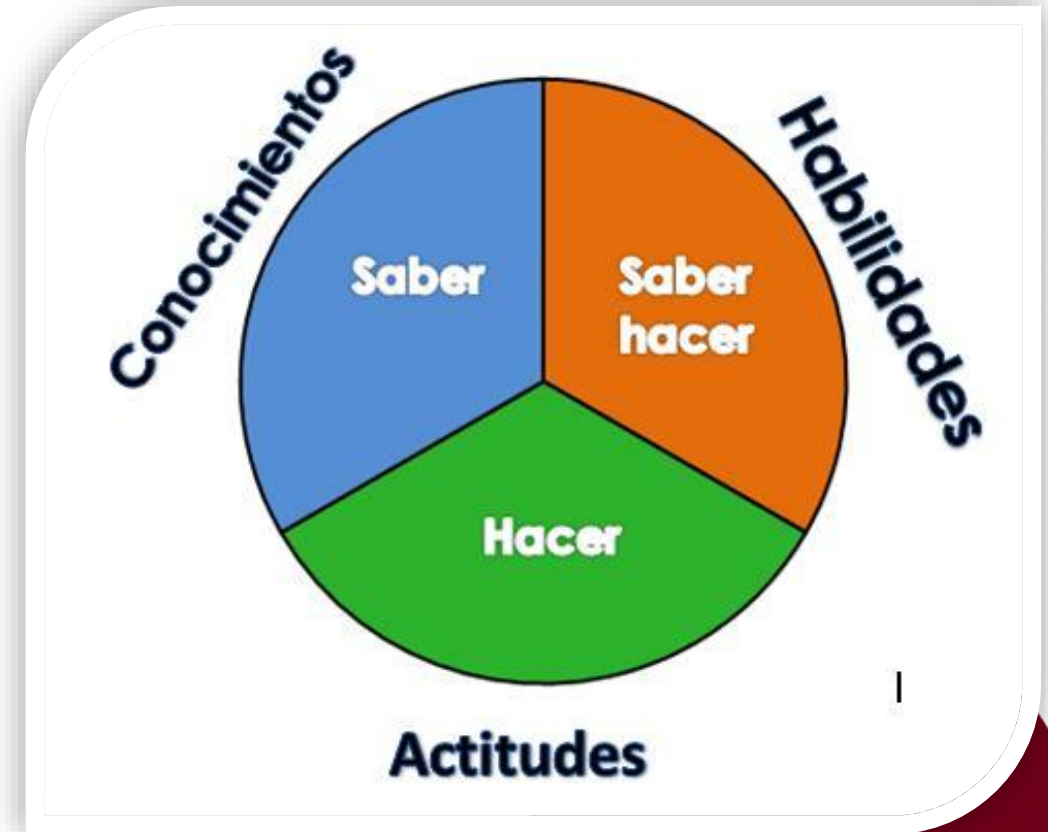 Conocimientos
Habilidades
Saber
Saber
hacer
Hacer
Actitudes